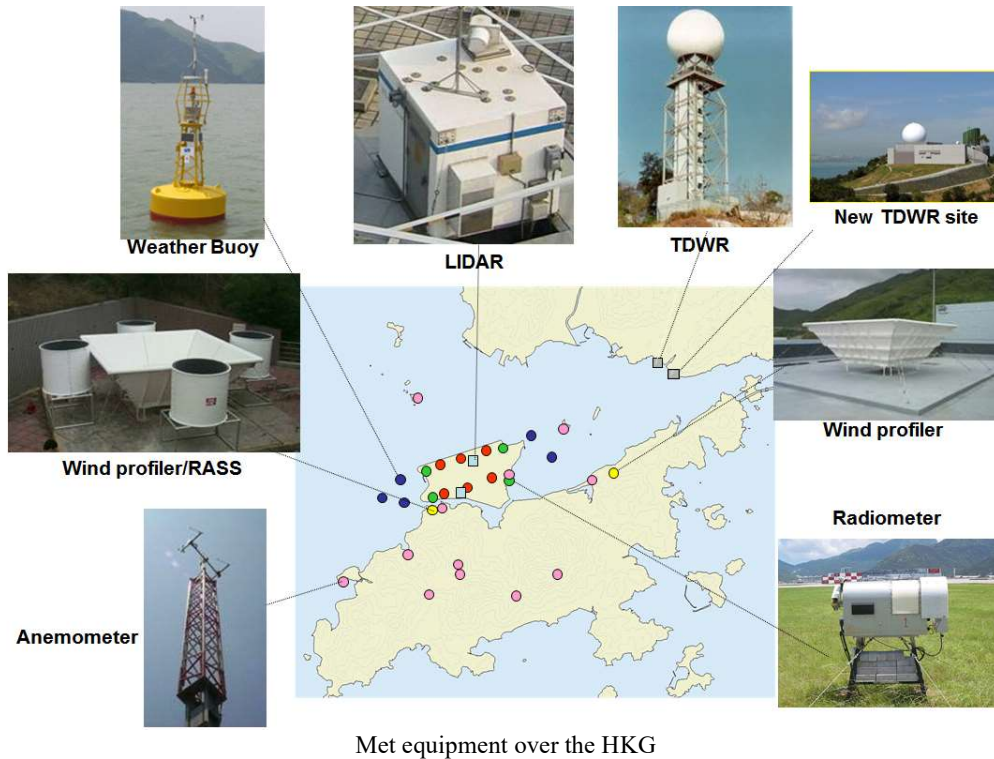 Weather Buoy
LIDAR
TDWR
New TDWR site
Wind profiler/RASS
Wind profiler
Radiometer
Anemometer
Met equipment over the HKG